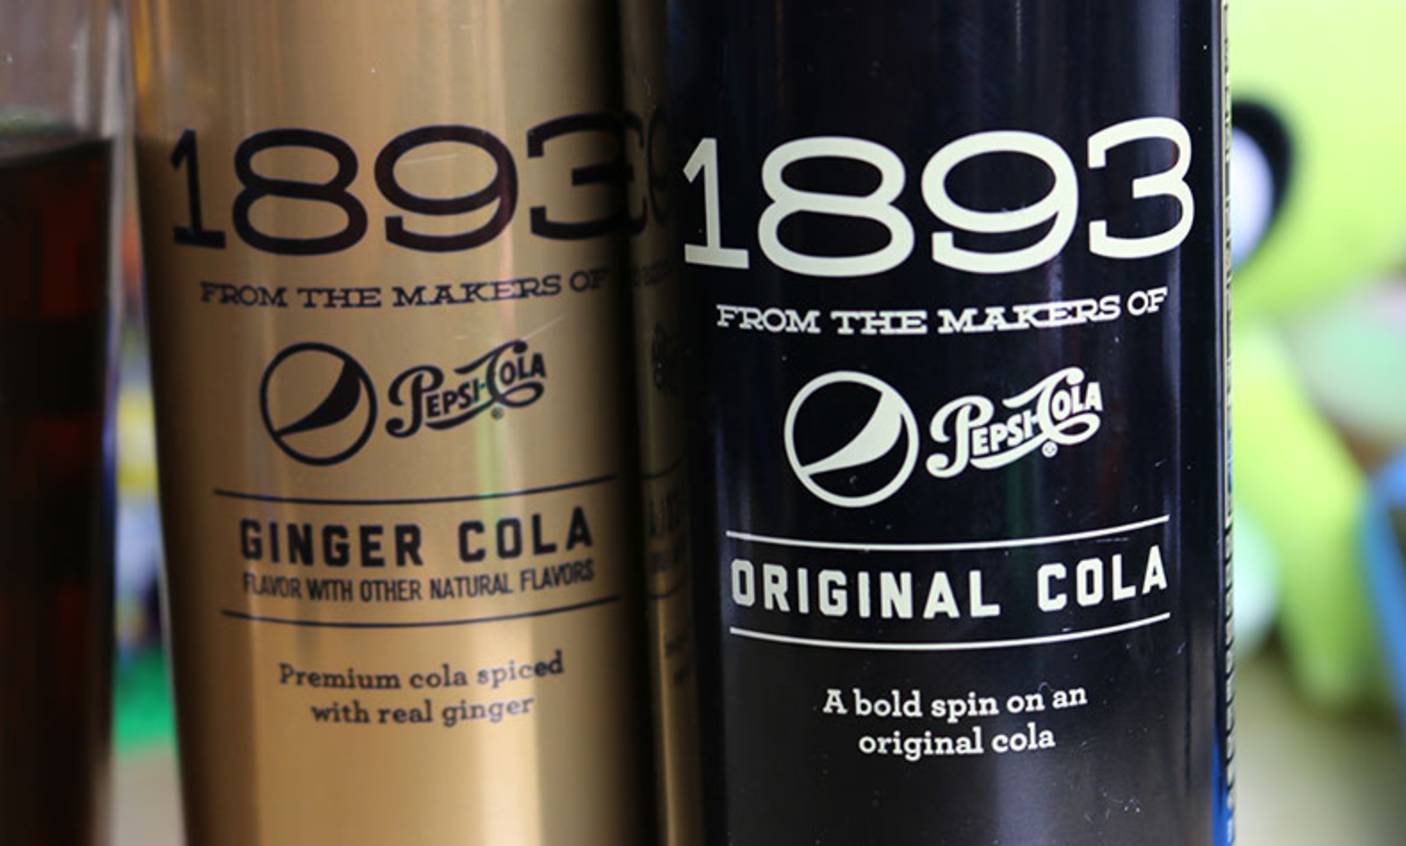 1893
FROM THE MAKERS OF
PEPSI-COLA
GINGER COLA
FLAVOR WITH OTHER NATURAL FLAVORS
Premium cola spiced
with real ginger
1893
FROM THE MAKERS OF
PEPSI-COLA
ORIGINAL COLA
A bold spin on an
original cola